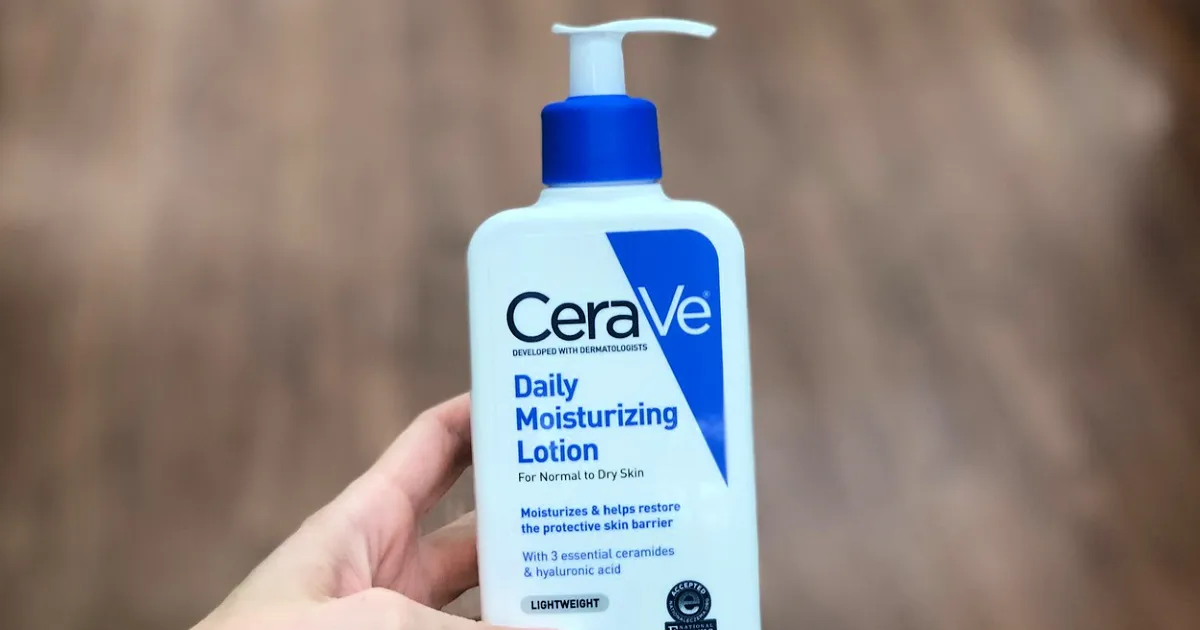 CeraVe®
DEVELOPED WITH DERMATOLOGISTS
Daily
Moisturizing
Lotion
For Normal to Dry Skin
Moisturizes & helps restore
the protective skin barrier
With 3 essential ceramides
& hyaluronic acid
LIGHTWEIGHT
ACCEPTED
e
NATIONAL